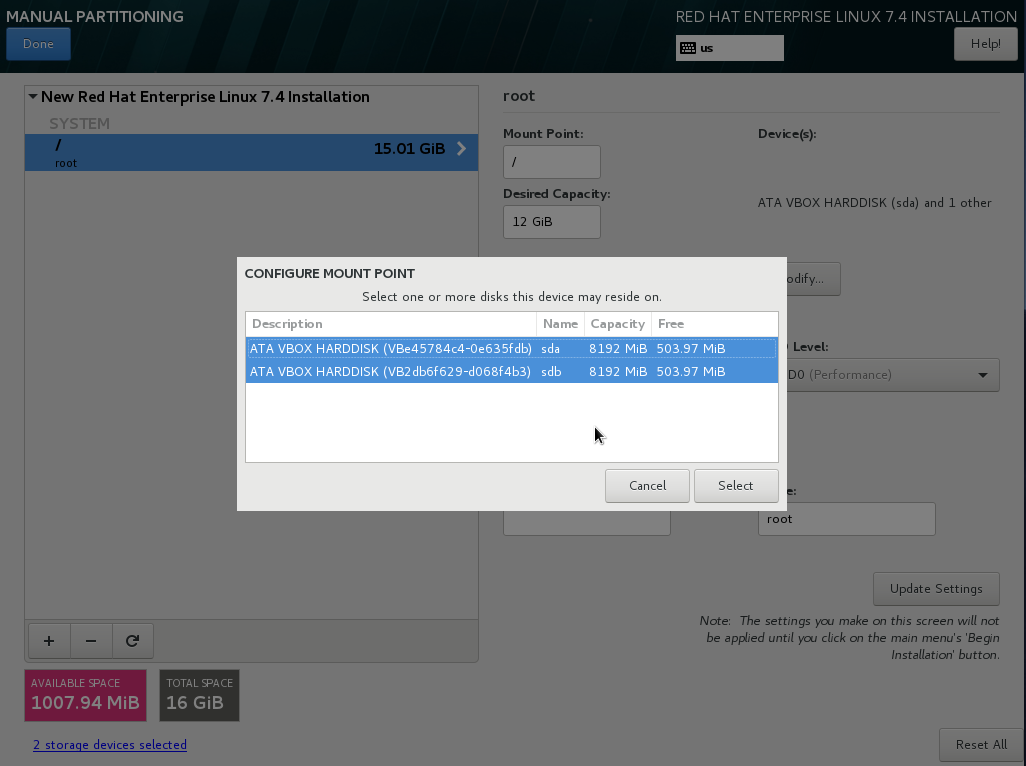 MANUAL PARTITIONING
RED HAT ENTERPRISE LINUX 7.4 INSTALLATION
Done
us
Help!
New Red Hat Enterprise Linux 7.4 Installation
SYSTEM
/
15.01 GiB
root
root
Mount Point:
Device(s):
/
Desired Capacity:
ATA VBOX HARDDISK (sda) and 1 other
12 GiB
CONFIGURE MOUNT POINT
Select one or more disks this device may reside on.
Description Name Capacity Free
ATA VBOX HARDDISK (VBe45784c4-0e635fdb) sda 8192 MiB 503.97 MiB
ATA VBOX HARDDISK (VB2db6f629-d068f4b3) sdb 8192 MiB 503.97 MiB
Cancel
Select
odify...
Level:
D0 (Performance)
e:
root
Update Settings
Note: The settings you make on this screen will not
be applied until you click on the main menu's 'Begin
Installation' button.
+ −
AVAILABLE SPACE
1007.94 MiB
TOTAL SPACE
16 GiB
2 storage devices selected
Reset All